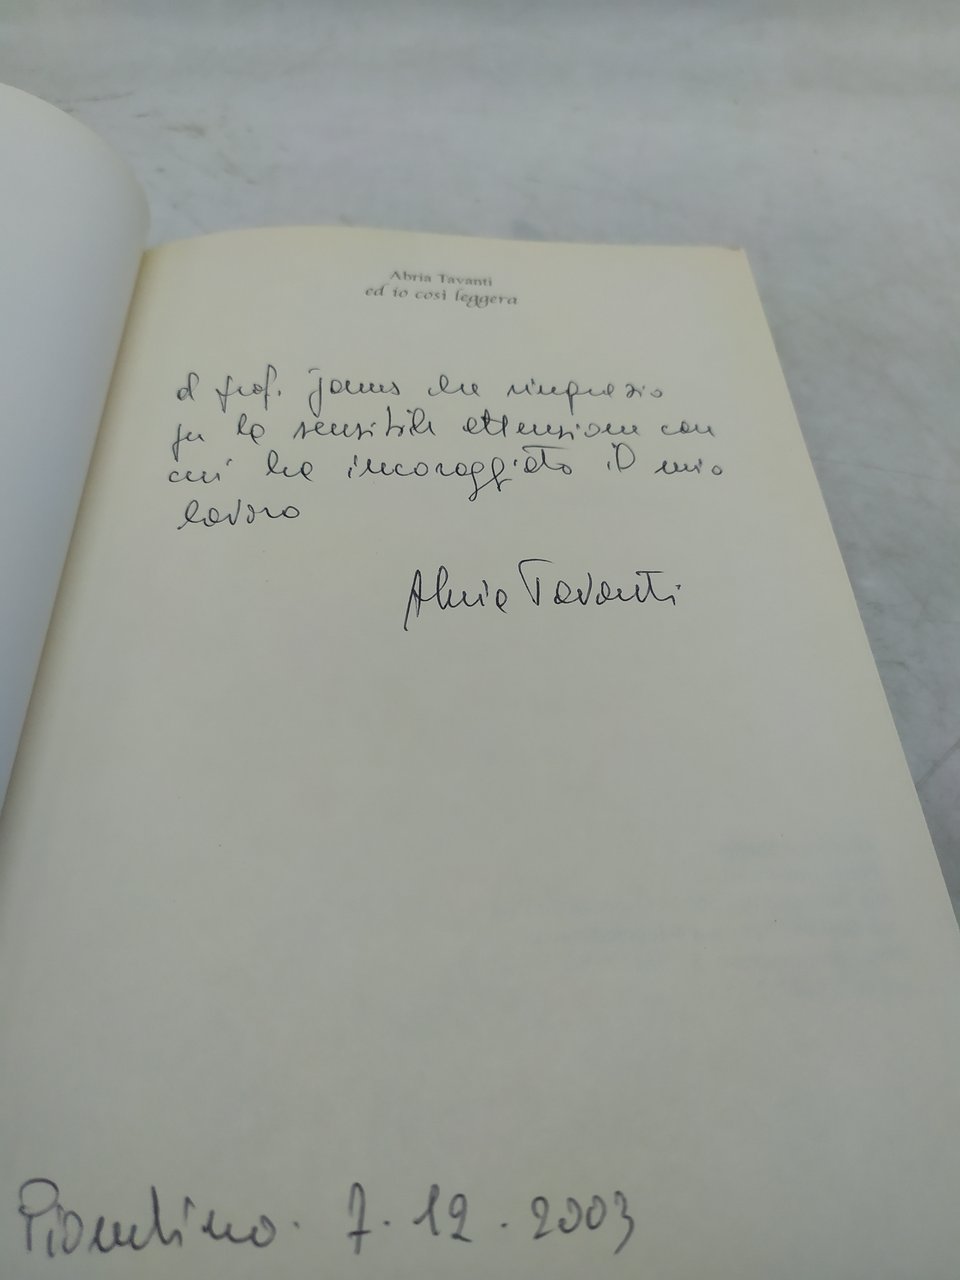 Abria Tavanti
ed io così leggera
al prof. Janus che ringrazio
per la sensibile attenzione con
cui ha incoraggiato il mio
lavoro
Abria Tavanti
Piombino. 7.12.2003